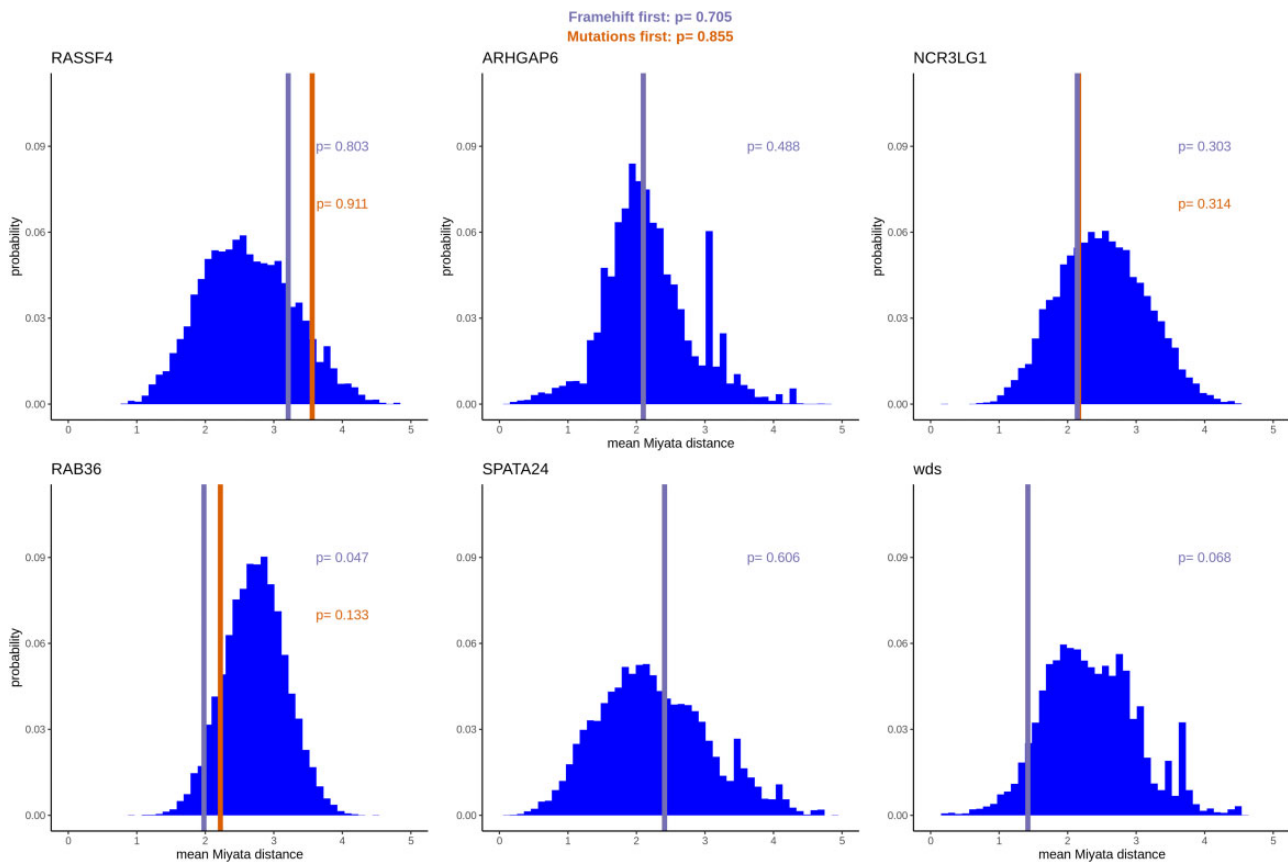 Framehift first: p= 0.705
Mutations first: p= 0.855
RASSF4
ARHGAP6
NCR3LG1
probability
0.09
0.06
0.03
0.00
p= 0.803
p= 0.911
0 1 2 3 4 5
0.09
0.06
0.03
0.00
p= 0.488
0 1 2 3 4 5
mean Miyata distance
probability
0.09
0.06
0.03
0.00
p= 0.303
p= 0.314
0 1 2 3 4 5
RAB36
SPATA24
wds
probability
0.09
0.06
0.03
0.00
p= 0.047
p= 0.133
0 1 2 3 4 5
mean Miyata distance
0.09
0.06
0.03
0.00
p= 0.606
0 1 2 3 4 5
mean Miyata distance
0.09
0.06
0.03
0.00
p= 0.068
0 1 2 3 4 5
mean Miyata distance